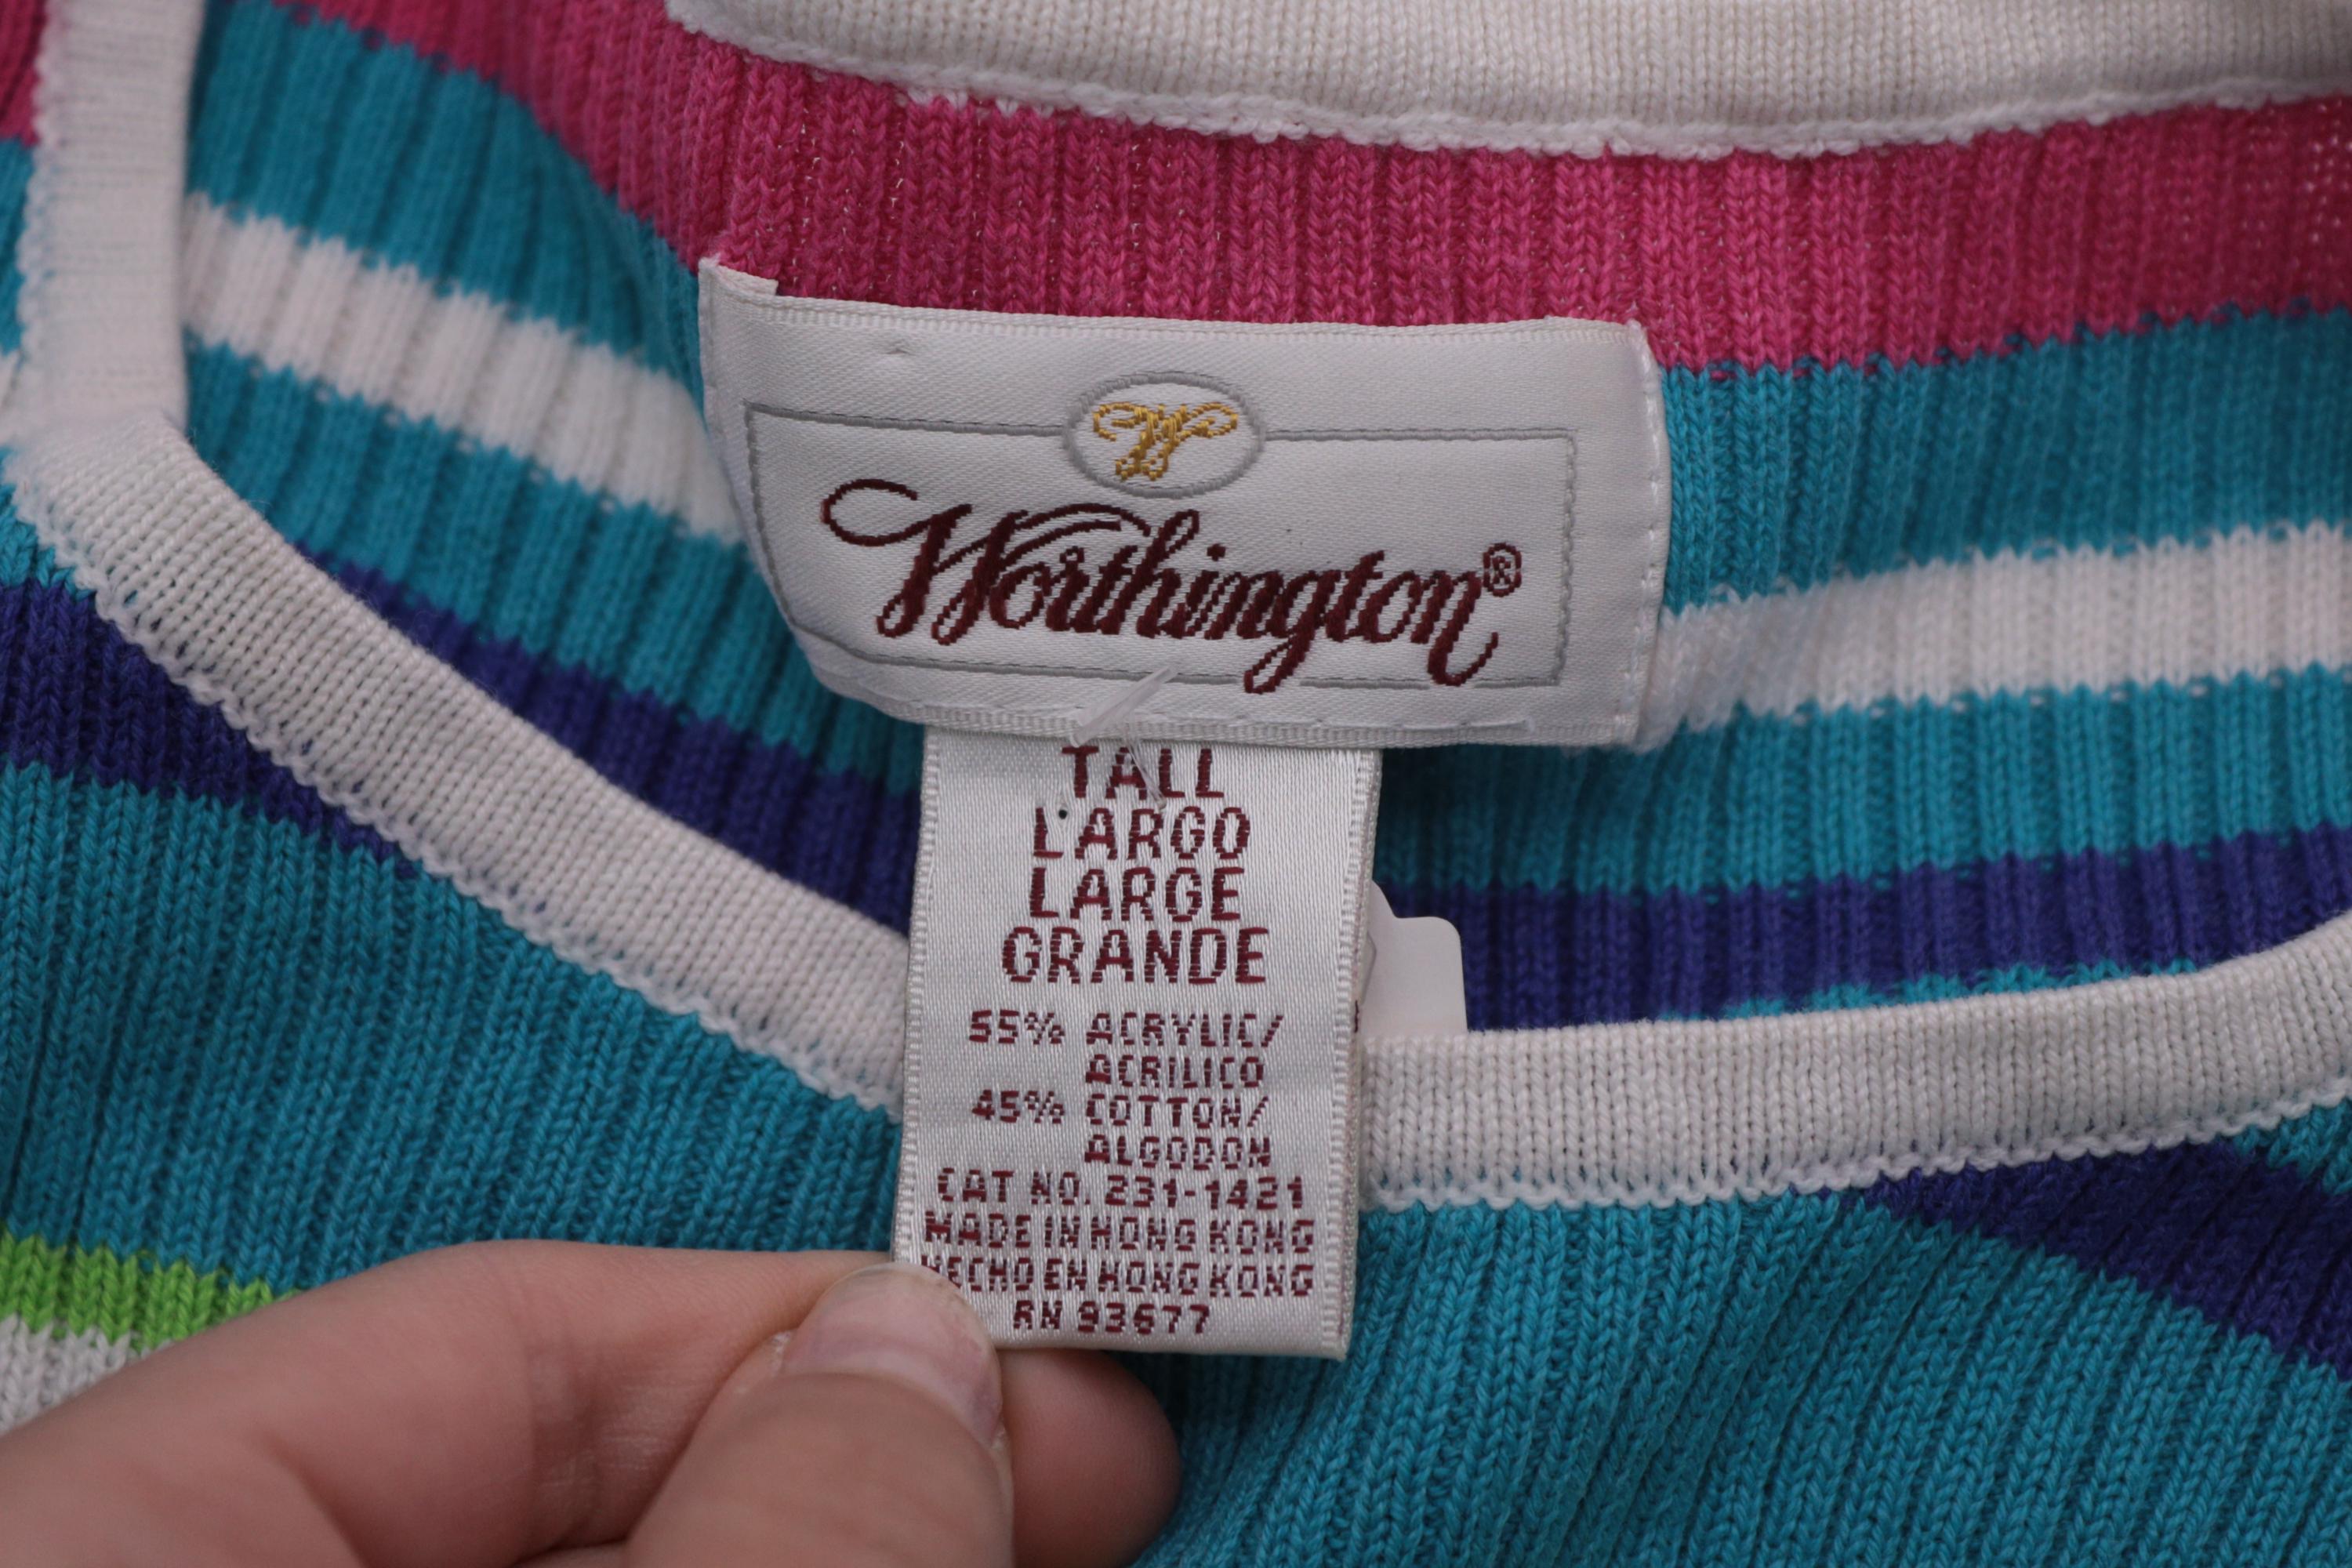 W
Worthington®
TALL
LARGO
LARGE
GRANDE
55% ACRYLIC/
ACRILICO
45% COTTON/
ALGODON
CAT NO. 231-1421
MADE IN HONG KONG
HECHO EN HONG KONG
RN 93677